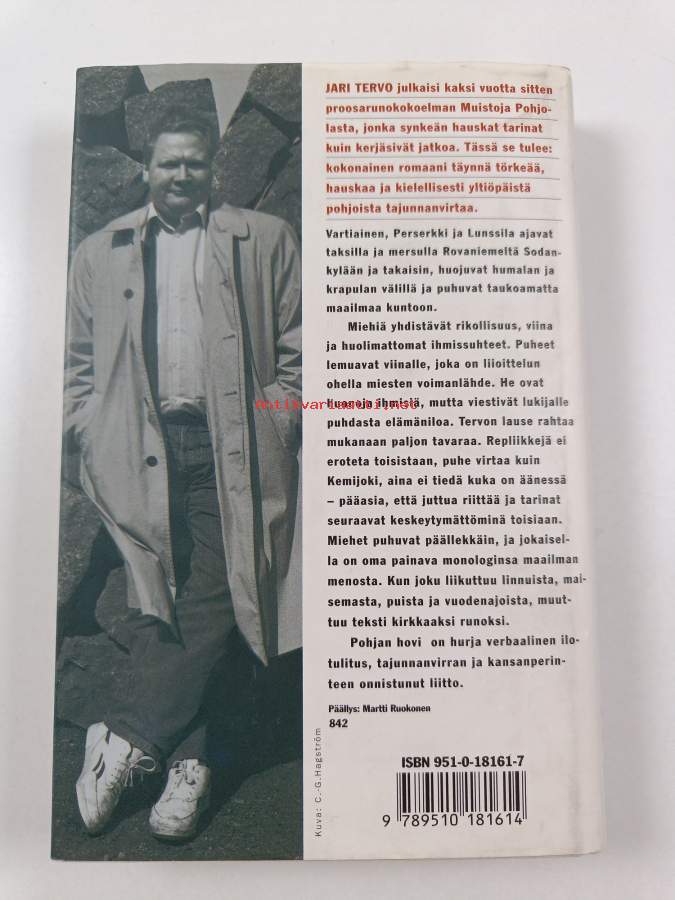 JARI TERVO julkaisi kaksi vuotta sitten
proosarunokokoelman Muistoja Pohjo-
lasta, jonka synkeän hauskat tarinat
kuin kerjäsivät jatkoa. Tässä se tulee:
kokonainen romaani täynnä törkeää,
hauskaa ja kielellisesti yltiöpäistä
pohjoista tajunnanvirtaa.
Vartiainen, Perserkki ja Lunssila ajavat
taksilla ja mersulla Rovaniemeltä Sodan-
kylään ja takaisin, huojuvat humalan ja
krapulan välillä ja puhuvat taukoamatta
maailmaa kuntoon.
Miehiä yhdistävät rikollisuus, viina
ja huolimattomat ihmissuhteet. Puheet
lemuavat viinalle, joka on liioittelun
ohella miesten voimanlähde. He ovat
huonoja ihmisiä, mutta viestivät lukijalle
Antikvariaatti.net
puhdasta elämäniloa. Tervon lause rahtaa
mukanaan paljon tavaraa. Repliikkejä ei
eroteta toisistaan, puhe virtaa kuin
Kemijoki, aina ei tiedä kuka on äänessä
– pääasia, että juttua riittää ja tarinat
seuraavat keskeytymättöminä toisiaan.
Miehet puhuvat päällekkäin, ja jokaisel-
la on oma painava monologinsa maailman
menosta. Kun joku liikuttuu linnuista, mai-
semasta, puista ja vuodenajoista, muut-
tuu teksti kirkkaaksi runoksi.
Pohjan hovi on hurja verbaalinen ilo-
tulitus, tajunnanvirran ja kansanperin-
teen onnistunut liitto.
Päällys: Martti Ruokonen
842
Kuva: C.-G.Hagström
ISBN 951-0-18161-7
9 789510 181614